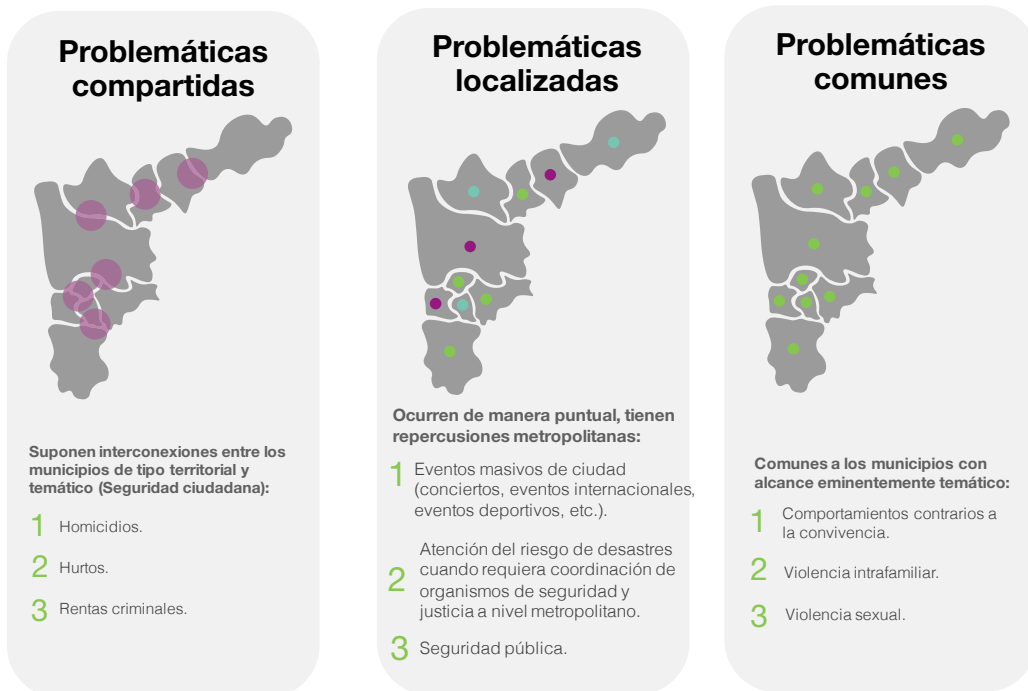 Problemáticas
compartidas
Suponen interconexiones entre los
municipios de tipo territorial y
temático (Seguridad ciudadana):
1 Homicidios.
2 Hurtos.
3 Rentas criminales.
Problemáticas
localizadas
Ocurren de manera puntual, tienen
repercusiones metropolitanas:
1 Eventos masivos de ciudad
(conciertos, eventos internacionales,
eventos deportivos, etc.).
2 Atención del riesgo de desastres
cuando requiera coordinación de
organismos de seguridad y
justicia a nivel metropolitano.
3 Seguridad pública.
Problemáticas
comunes
Comunes a los municipios con
alcance eminentemente temático:
1 Comportamientos contrarios a
la convivencia.
2 Violencia intrafamiliar.
3 Violencia sexual.